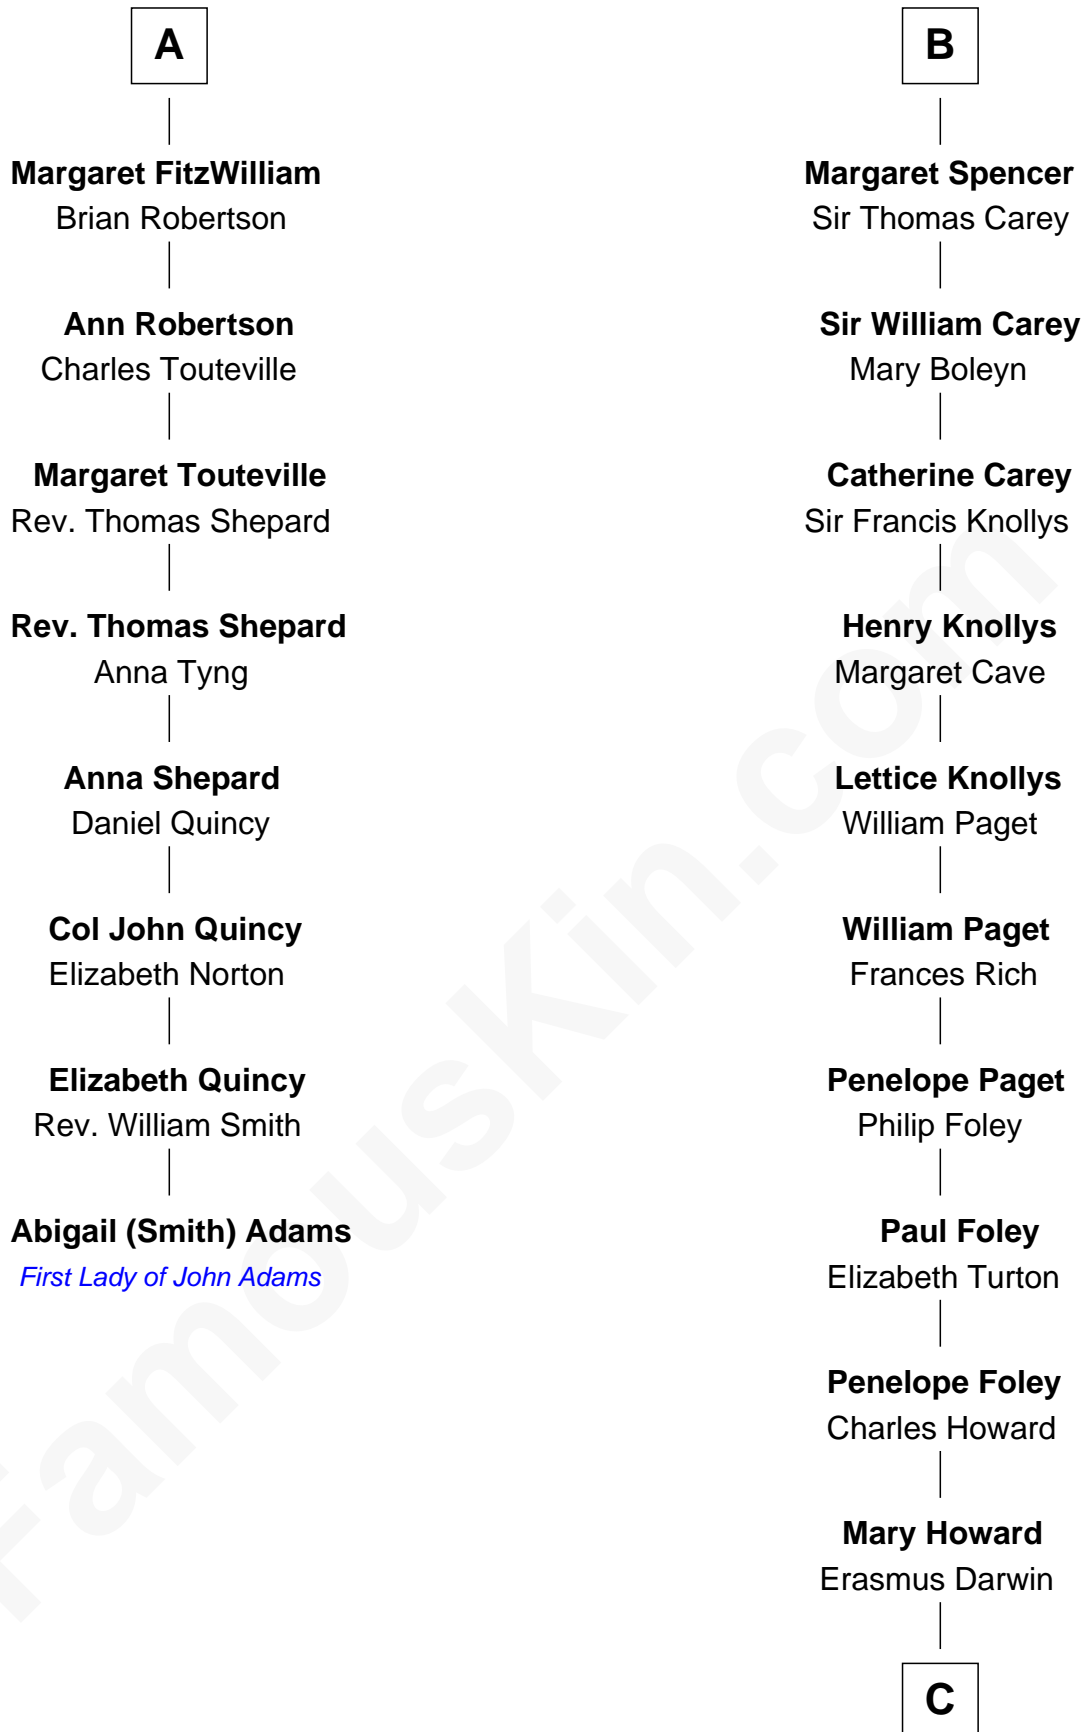 A
Margaret FitzWilliam
Brian Robertson
Ann Robertson
Charles Touteville
Margaret Touteville
Rev. Thomas Shepard
Rev. Thomas Shepard
Anna Tyng
Anna Shepard
Daniel Quincy
Col John Quincy
Elizabeth Norton
Elizabeth Quincy
Rev. William Smith
Abigail (Smith) Adams
First Lady of John Adams
B
Margaret Spencer
Sir Thomas Carey
Sir William Carey
Mary Boleyn
Catherine Carey
Sir Francis Knollys
Henry Knollys
Margaret Cave
Lettice Knollys
William Paget
William Paget
Frances Rich
Penelope Paget
Philip Foley
Paul Foley
Elizabeth Turton
Penelope Foley
Charles Howard
Mary Howard
Erasmus Darwin
C
FamousKin.com